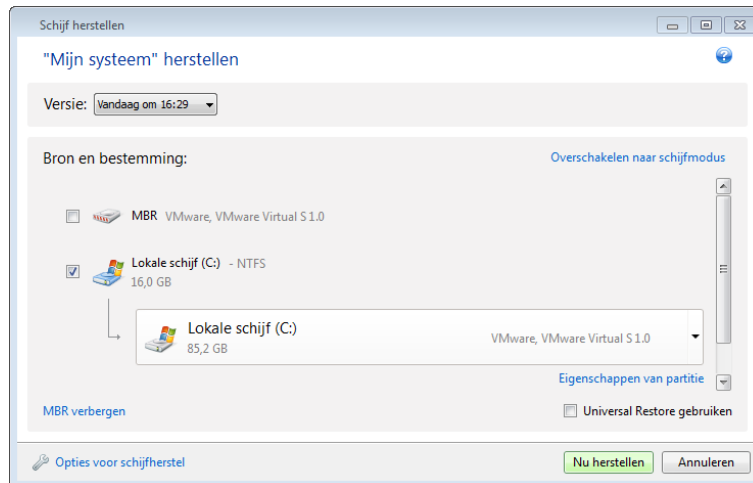 Schijf herstellen
"Mijn systeem" herstellen
Versie: Vandaag om 16:29
Bron en bestemming:
Overschakelen naar schijfmodus
MBR VMware, VMware Virtual S 1.0
Lokale schijf (C:) - NTFS
16,0 GB
Lokale schijf (C:)
VMware, VMware Virtual S 1.0
85,2 GB
Eigenschappen van partitie
MBR verbergen
Universal Restore gebruiken
Opties voor schijfherstel
Nu herstellen
Annuleren